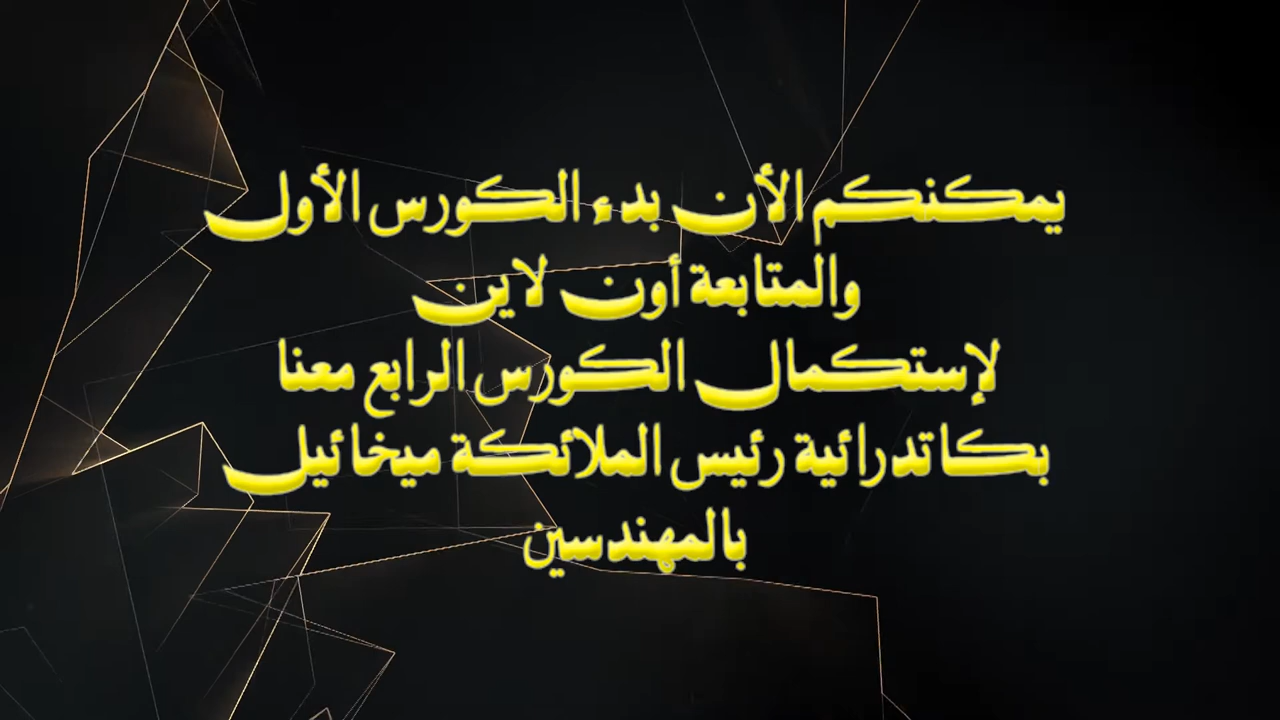 يمكنكم الأن بدء الكورس الأول
والمتابعة أون لاين
لإستكمال الكورس الرابع معنا
بكاتدرائية رئيس الملائكة ميخائيل
بالمهندسين